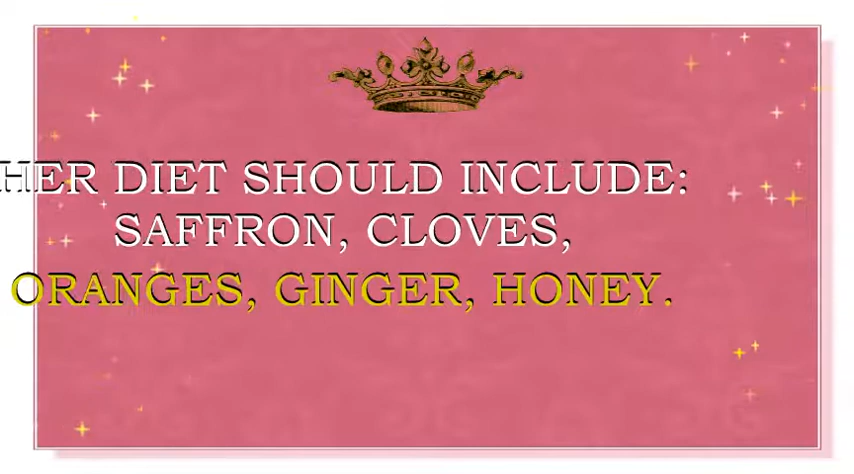 HER DIET SHOULD INCLUDE:
SAFFRON, CLOVES,
ORANGES, GINGER, HONEY.